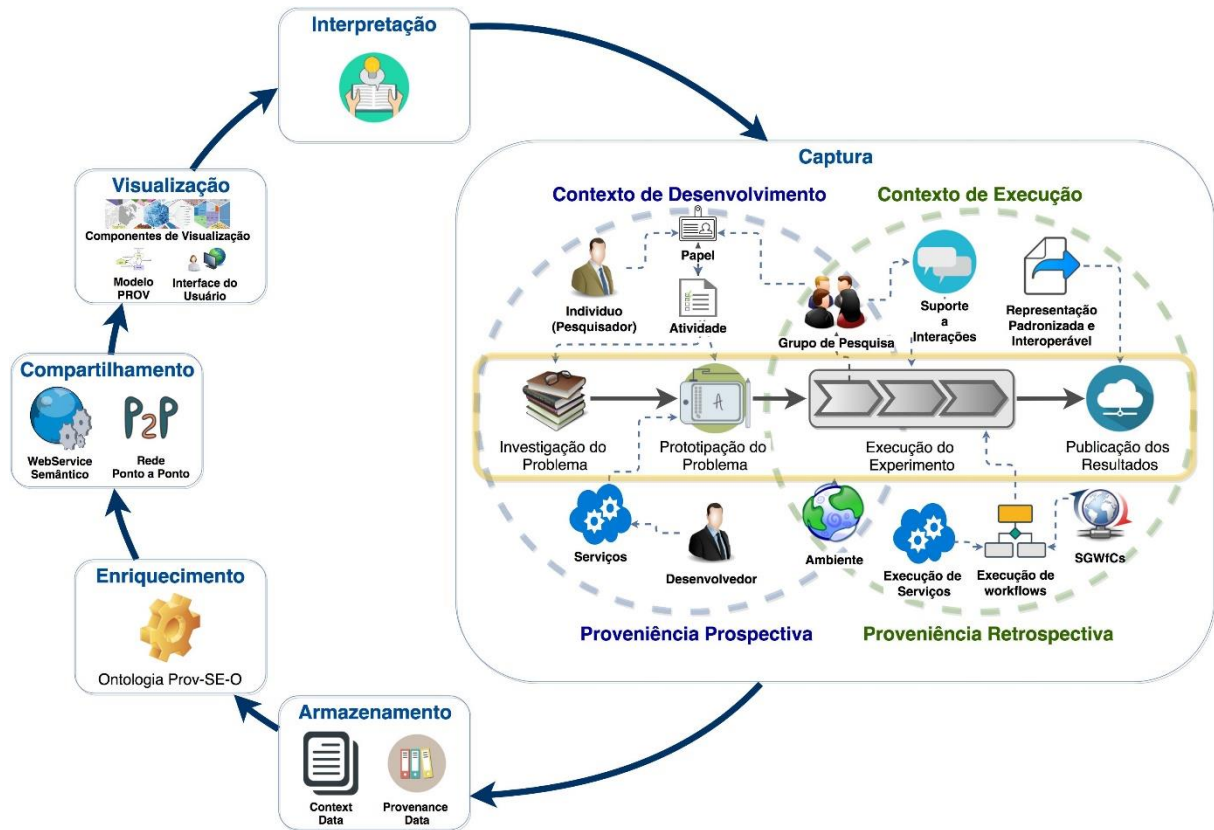 Interpretação
Captura
Contexto de Desenvolvimento
Contexto de Execução
Papel
Individuo
(Pesquisador)
Atividade
Grupo de Pesquisa
Suporte
a
Interações
Representação
Padronizada e
Interoperável
Investigação do
Problema
Prototipação do
Problema
Execução do
Experimento
Publicação dos
Resultados
Serviços
Desenvolvedor
Ambiente
Execução de
Serviços
Execução de
workflows
SGWfCs
Proveniência Prospectiva
Proveniência Retrospectiva
Armazenamento
Context
Data
Provenance
Data
Enriquecimento
Ontologia Prov-SE-O
Compartilhamento
P2P
WebService
Semântico
Rede
Ponto a Ponto
Visualização
Componentes de Visualização
Modelo
PROV
Interface do
Usuário